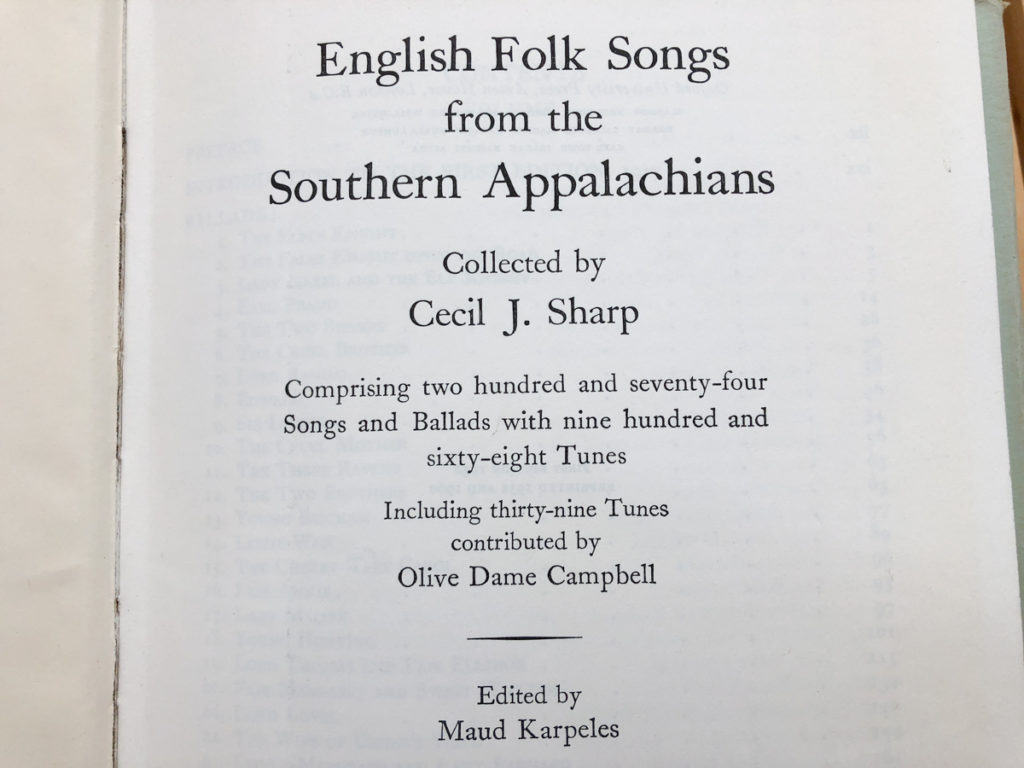 English Folk Songs
from the
Southern Appalachians
Collected by
Cecil J. Sharp
Comprising two hundred and seventy-four
Songs and Ballads with nine hundred and
sixty-eight Tunes
Including thirty-nine Tunes
contributed by
Olive Dame Campbell
Edited by
Maud Karpeles